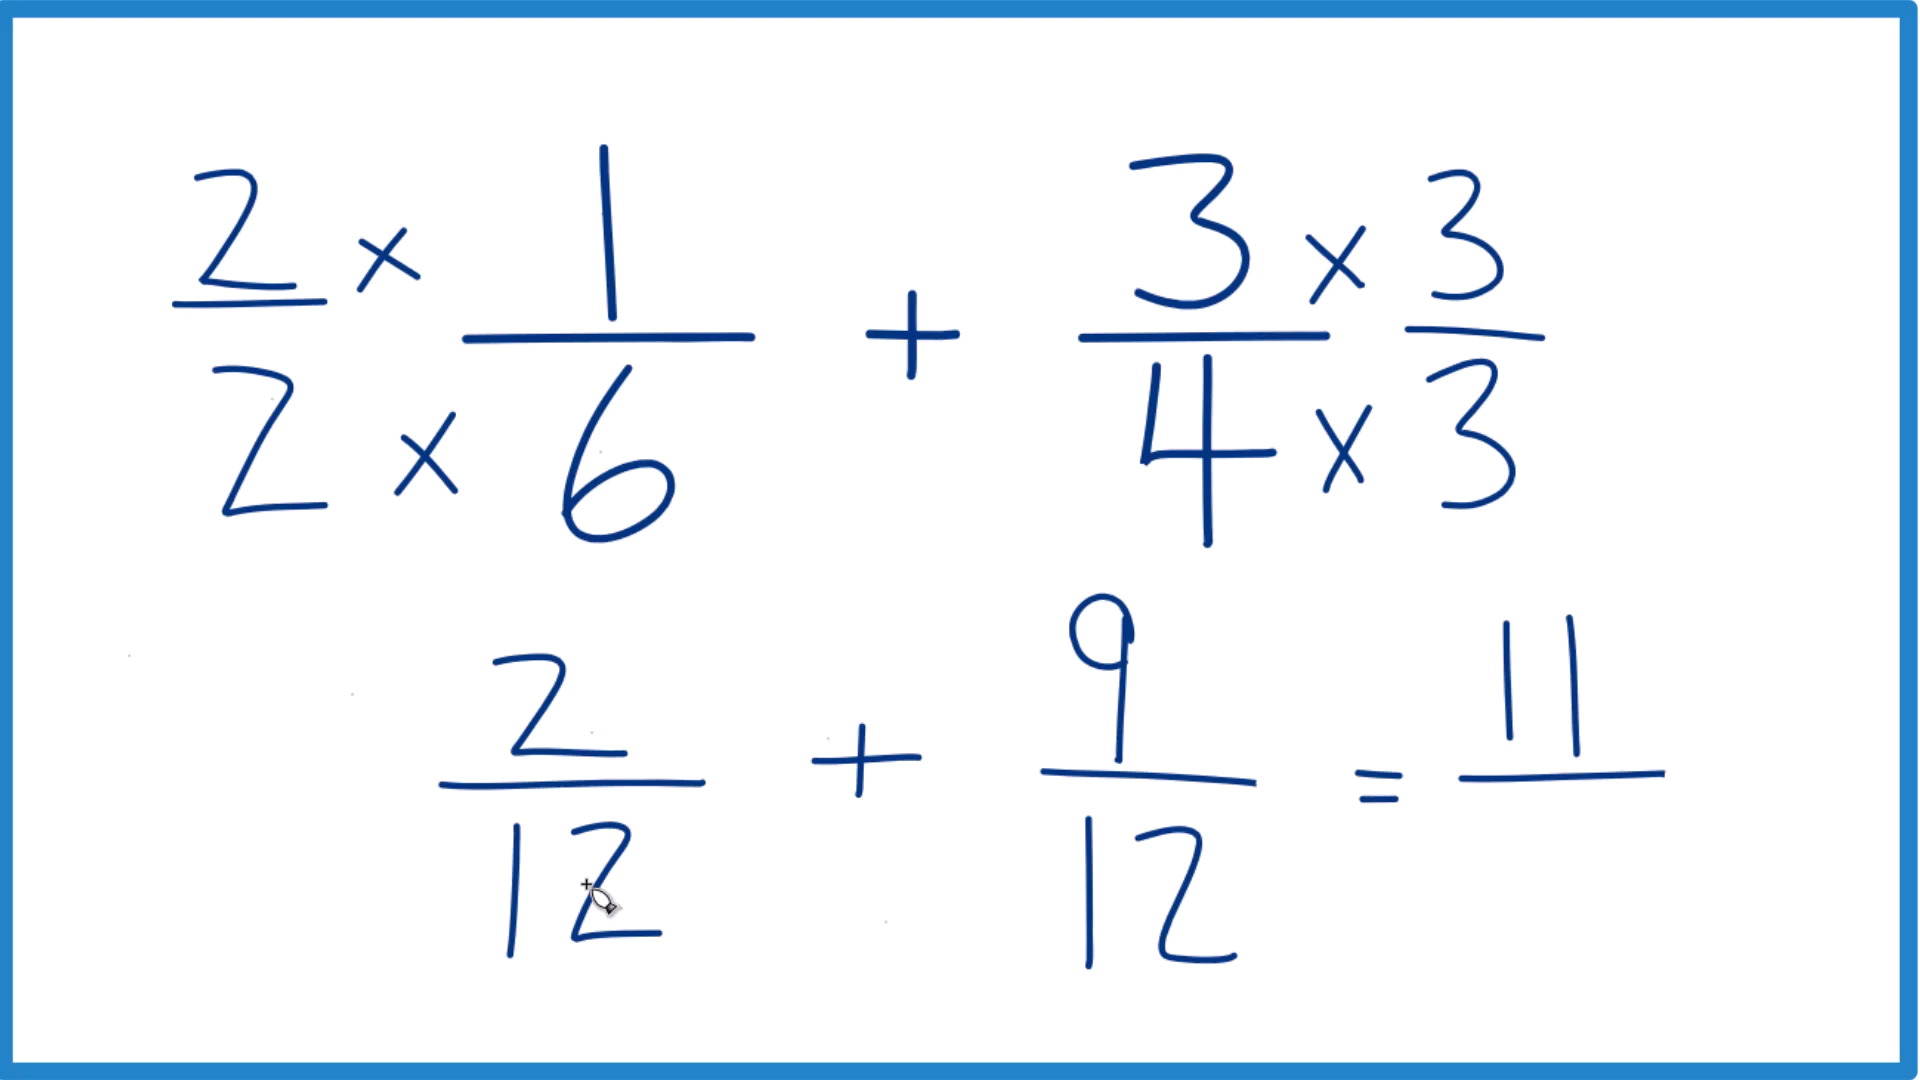 2/2 × 1/6 + 3/4 × 3/3
2/12 + 9/12 = 11/